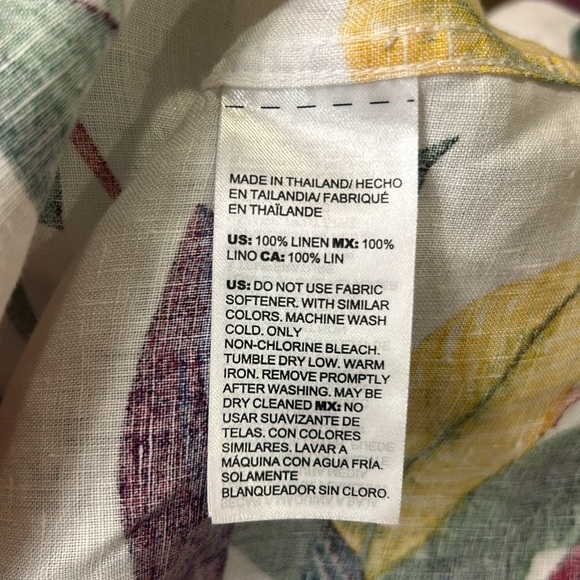 MADE IN THAILAND/ HECHO
EN TAILANDIA/ FABRIQUÉ
EN THAÏLANDE
US: 100% LINEN MX: 100%
LINO CA: 100% LIN
US: DO NOT USE FABRIC
SOFTENER. WITH SIMILAR
COLORS. MACHINE WASH
COLD. ONLY
NON-CHLORINE BLEACH.
TUMBLE DRY LOW. WARM
IRON. REMOVE PROMPTLY
AFTER WASHING. MAY BE
DRY CLEANED MX: NO
USAR SUAVIZANTE DE
TELAS. CON COLORES
SIMILARES. LAVAR A
MÁQUINA CON AGUA FRÍA.
SOLAMENTE
BLANQUEADOR SIN CLORO.